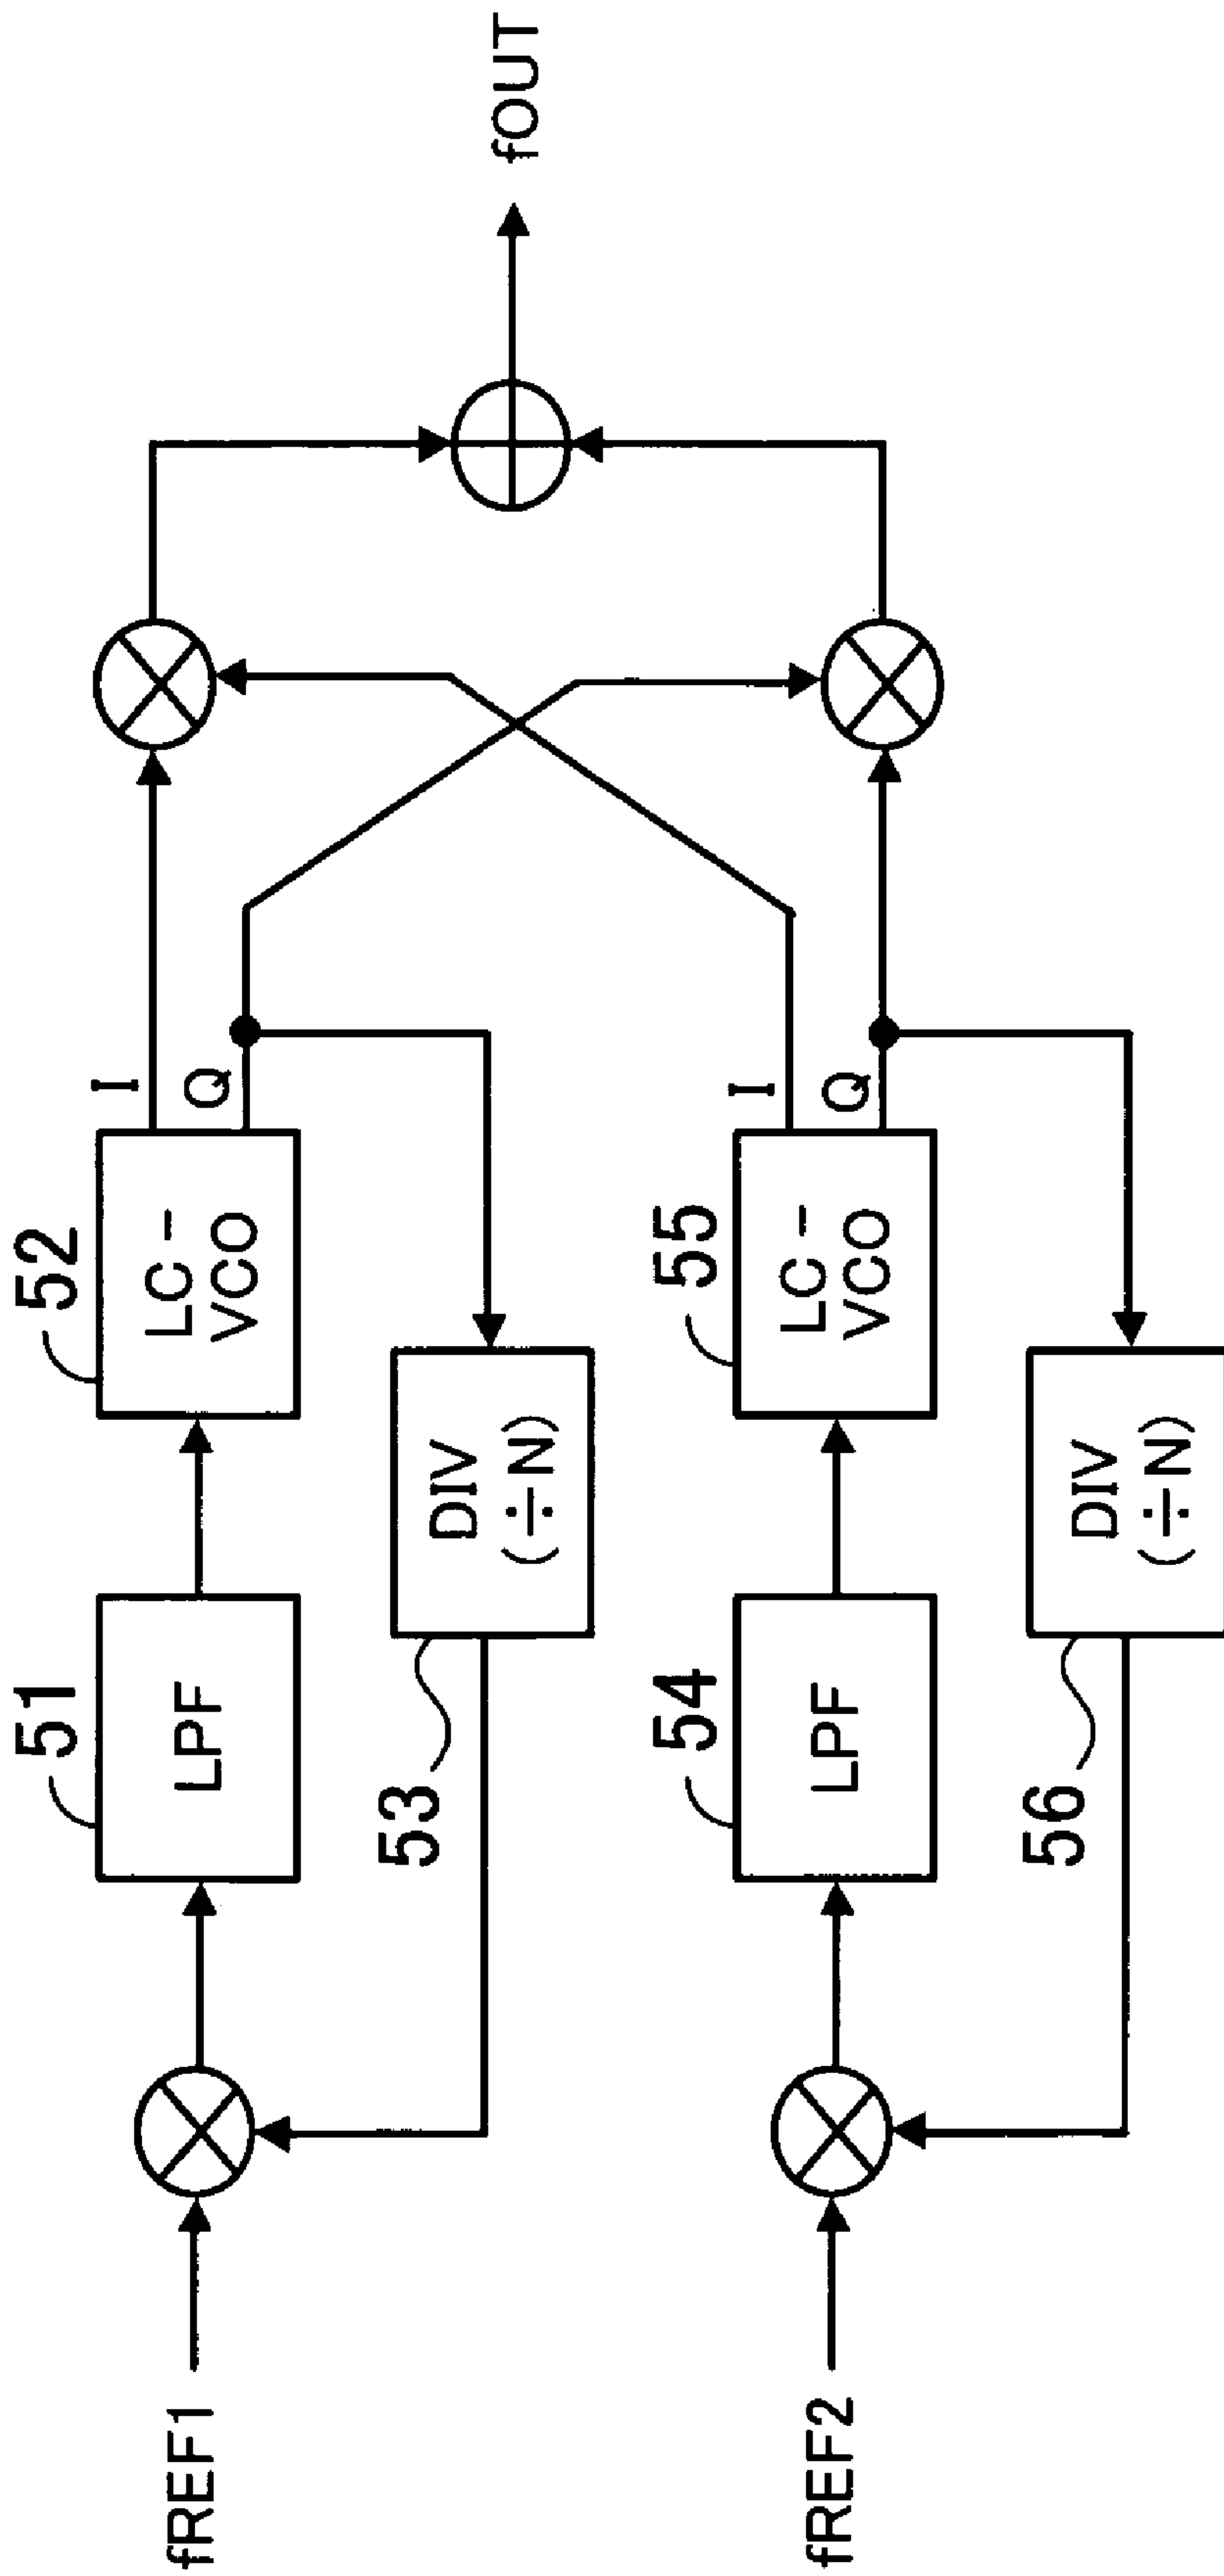 fREF1
51
LPF
52
LC-
VCO
I
Q
53
DIV
(÷N)
fOUT
fREF2
54
LPF
55
LC-
VCO
I
Q
56
DIV
(÷N)